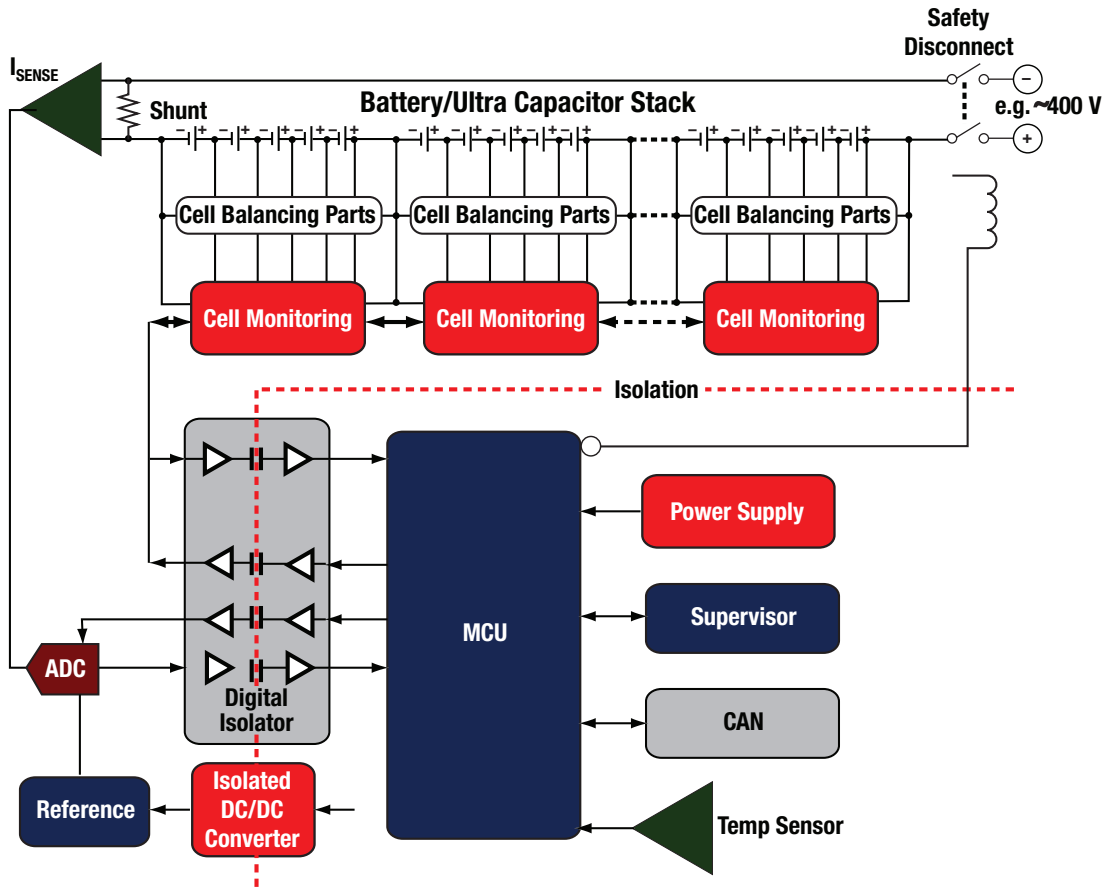 Safety
Disconnect
I_SENSE
−
Shunt
Battery/Ultra Capacitor Stack
e.g. ~400 V
− + − + − + − + − + − + − + − + − + − + − + − + − + − + − +
+
Cell Balancing Parts
Cell Balancing Parts
Cell Balancing Parts
Cell Monitoring
Cell Monitoring
Cell Monitoring
Isolation
Power Supply
MCU
Supervisor
ADC
Digital
Isolator
CAN
Reference
Isolated
DC/DC
Converter
Temp Sensor